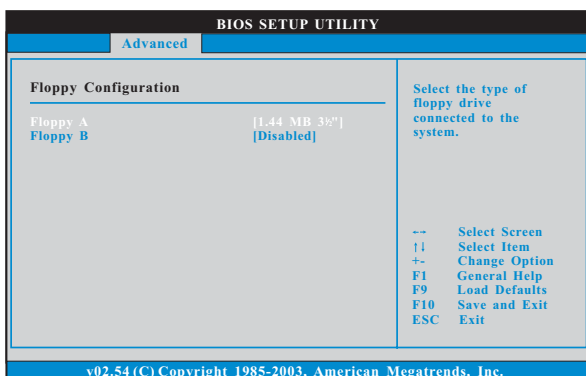 BIOS SETUP UTILITY
Advanced
Floppy Configuration
Floppy A [1.44 MB 3½"]
Floppy B [Disabled]
Select the type of
floppy drive
connected to the
system.
←→ Select Screen
↑↓ Select Item
+- Change Option
F1 General Help
F9 Load Defaults
F10 Save and Exit
ESC Exit
v02.54 (C) Copyright 1985-2003, American Megatrends, Inc.